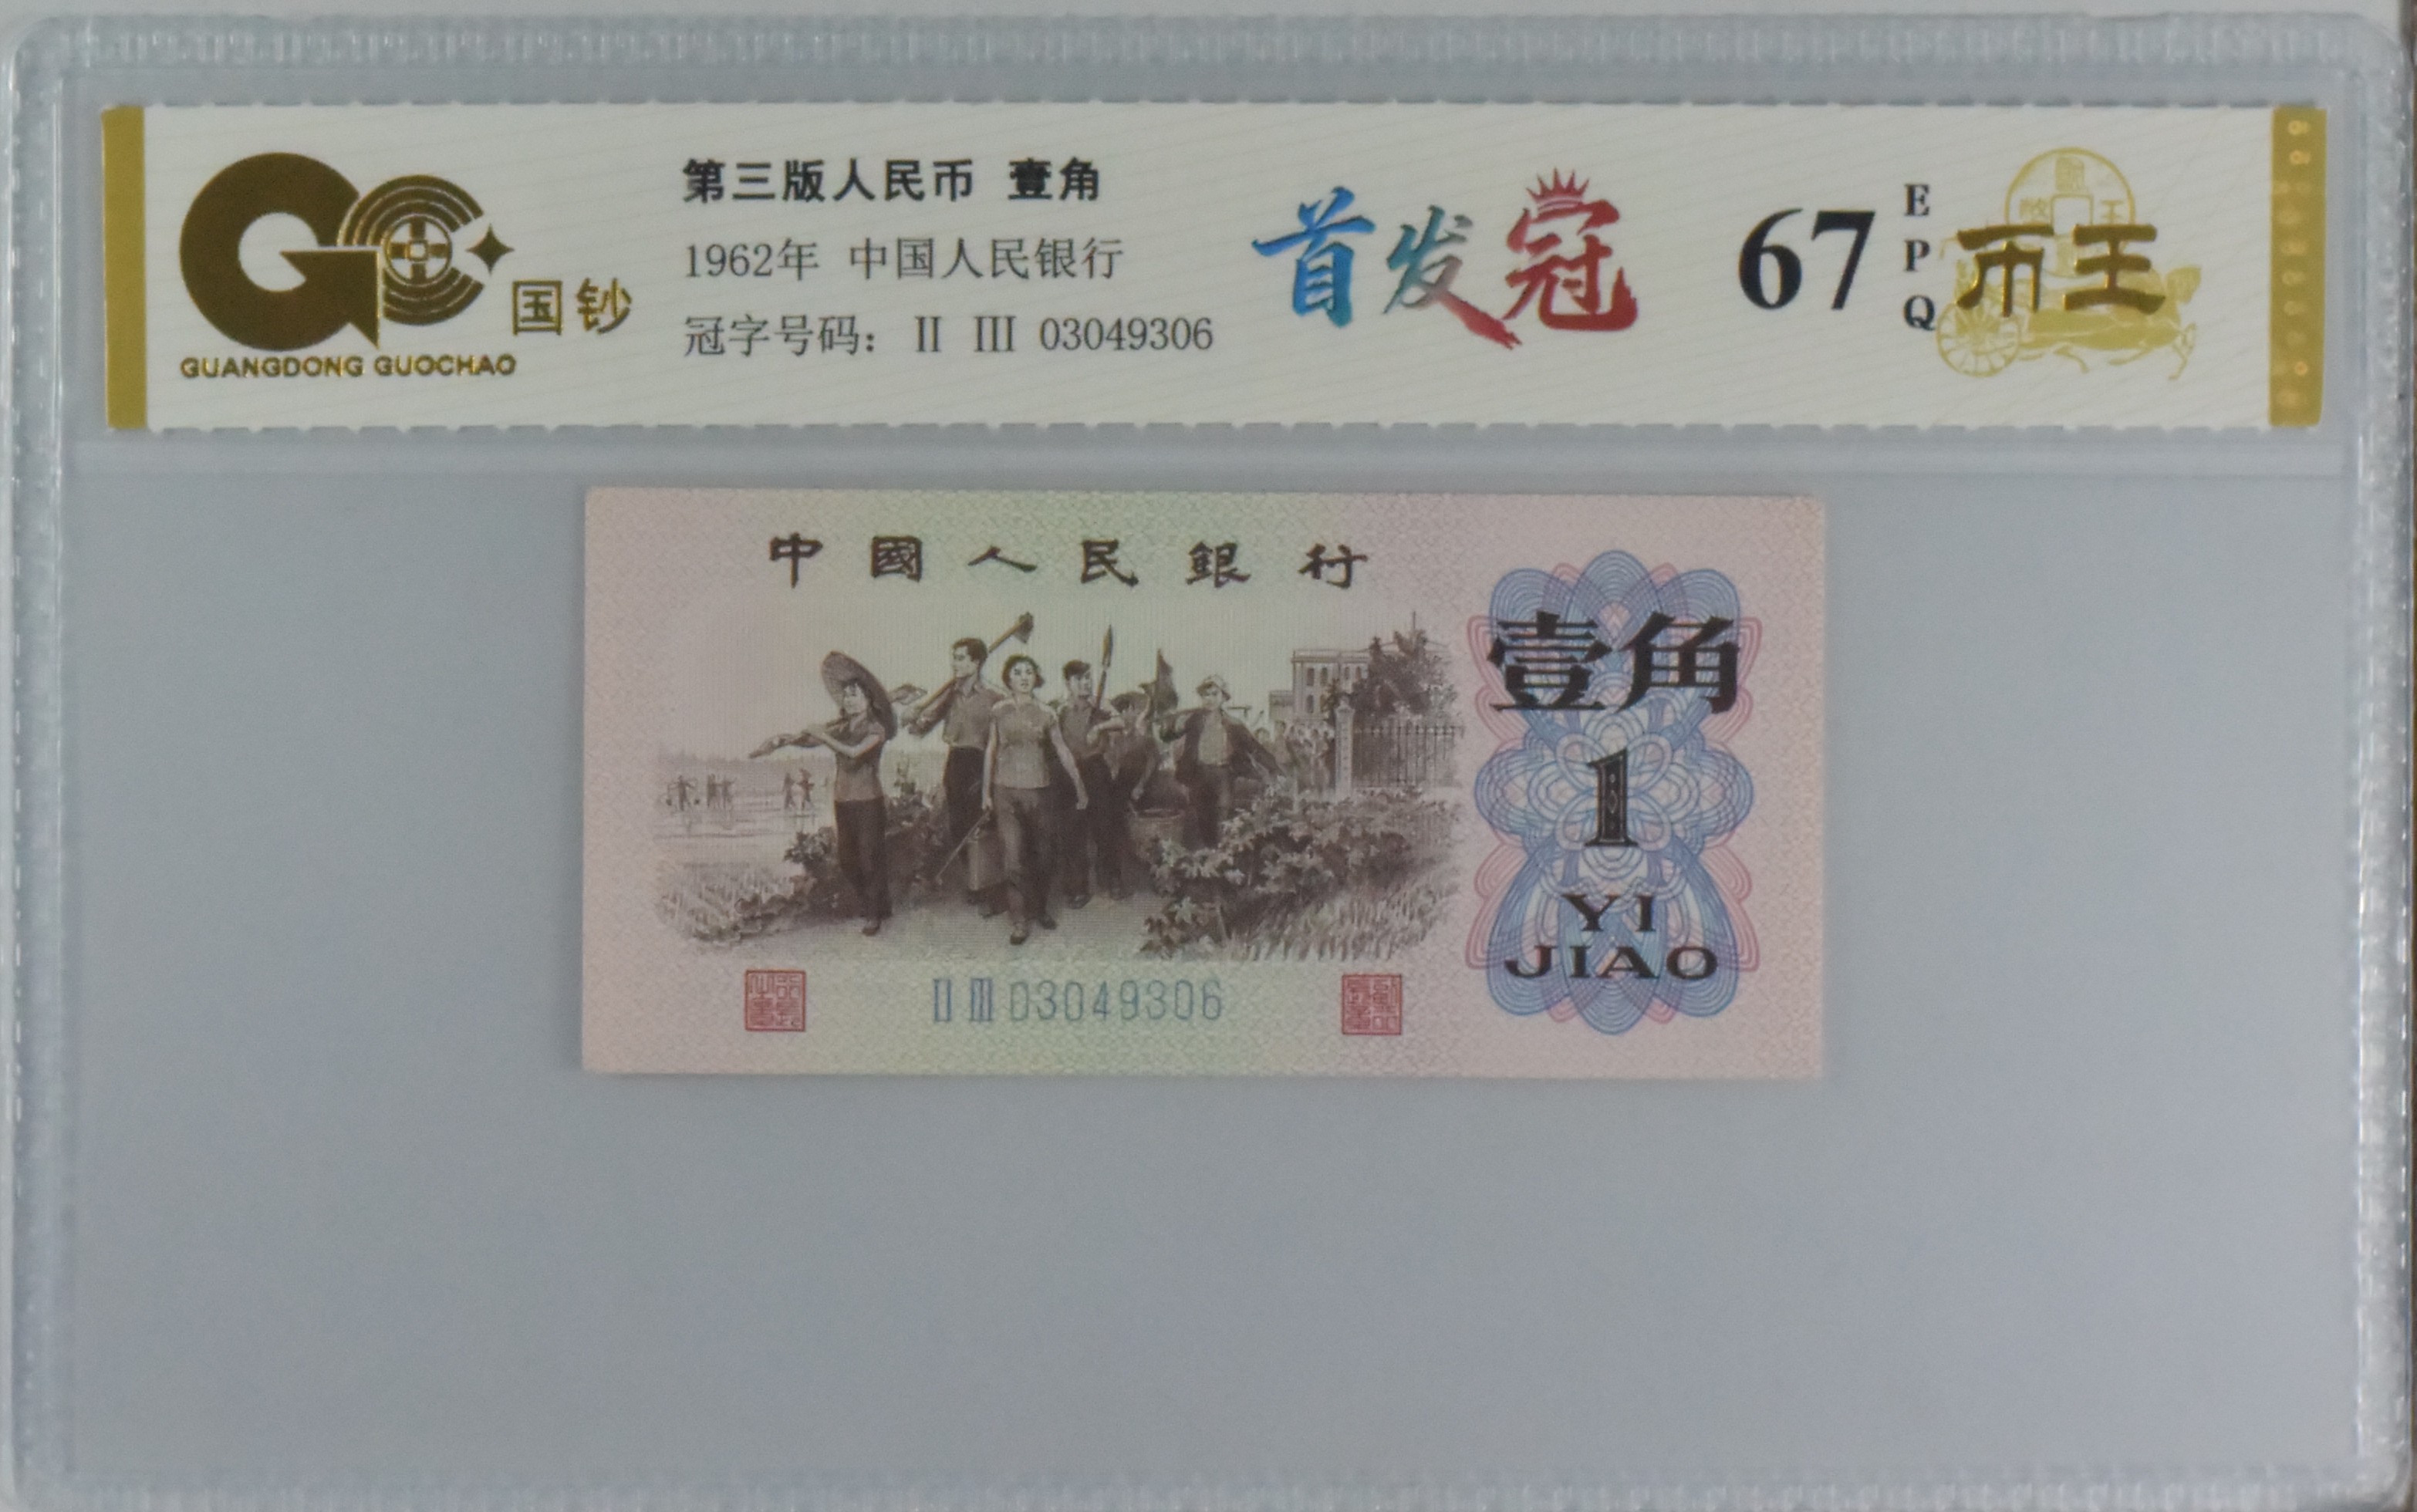 第三版人民币 壹角
1962年 中国人民银行
冠字号码: Ⅱ Ⅲ 03049306
国钞
GUANGDONG GUOCHAO
首发冠
67
EPQ
币王
中國人民銀行
壹角
1
YI
JIAO
Ⅱ Ⅲ 03049306